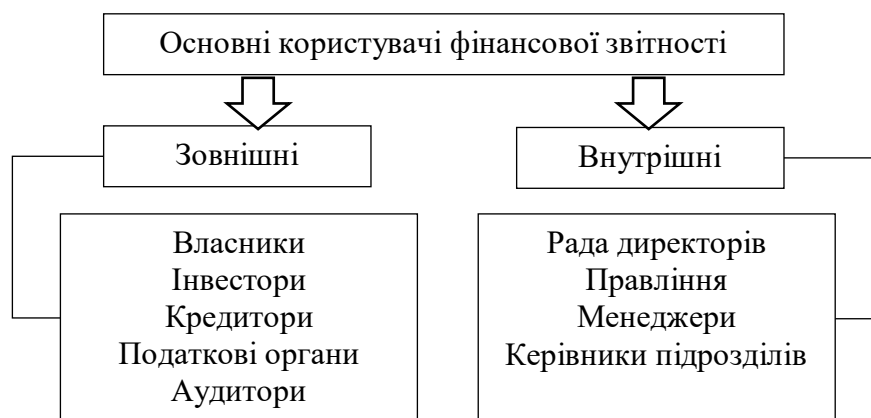 Основні користувачі фінансової звітності
Зовнішні
Внутрішні
Власники
Інвестори
Кредитори
Податкові органи
Аудитори
Рада директорів
Правління
Менеджери
Керівники підрозділів